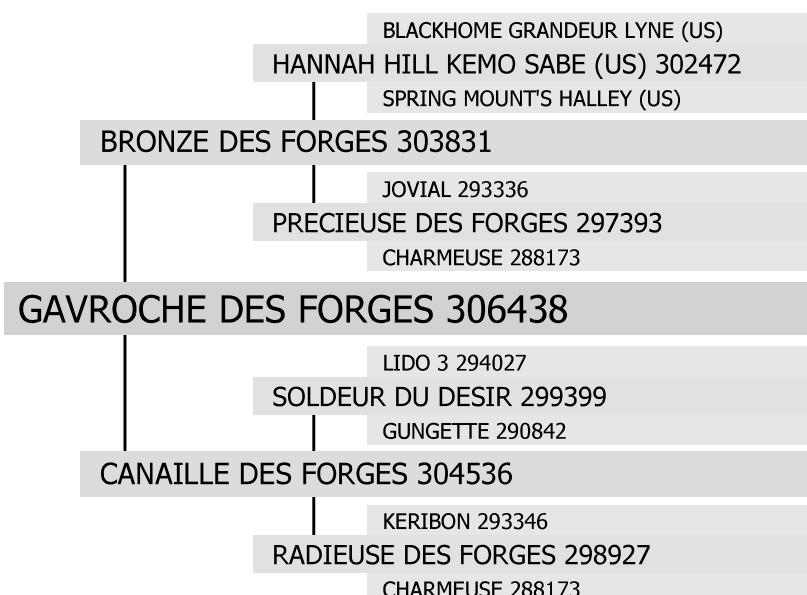 BLACKHOME GRANDEUR LYNE (US)
HANNAH HILL KEMO SABE (US) 302472
SPRING MOUNT'S HALLEY (US)
BRONZE DES FORGES 303831
JOVIAL 293336
PRECIEUSE DES FORGES 297393
CHARMEUSE 288173
GAVROCHE DES FORGES 306438
LIDO 3 294027
SOLDEUR DU DESIR 299399
GUNGETTE 290842
CANAILLE DES FORGES 304536
KERIBON 293346
RADIEUSE DES FORGES 298927
CHARMEUSE 288173